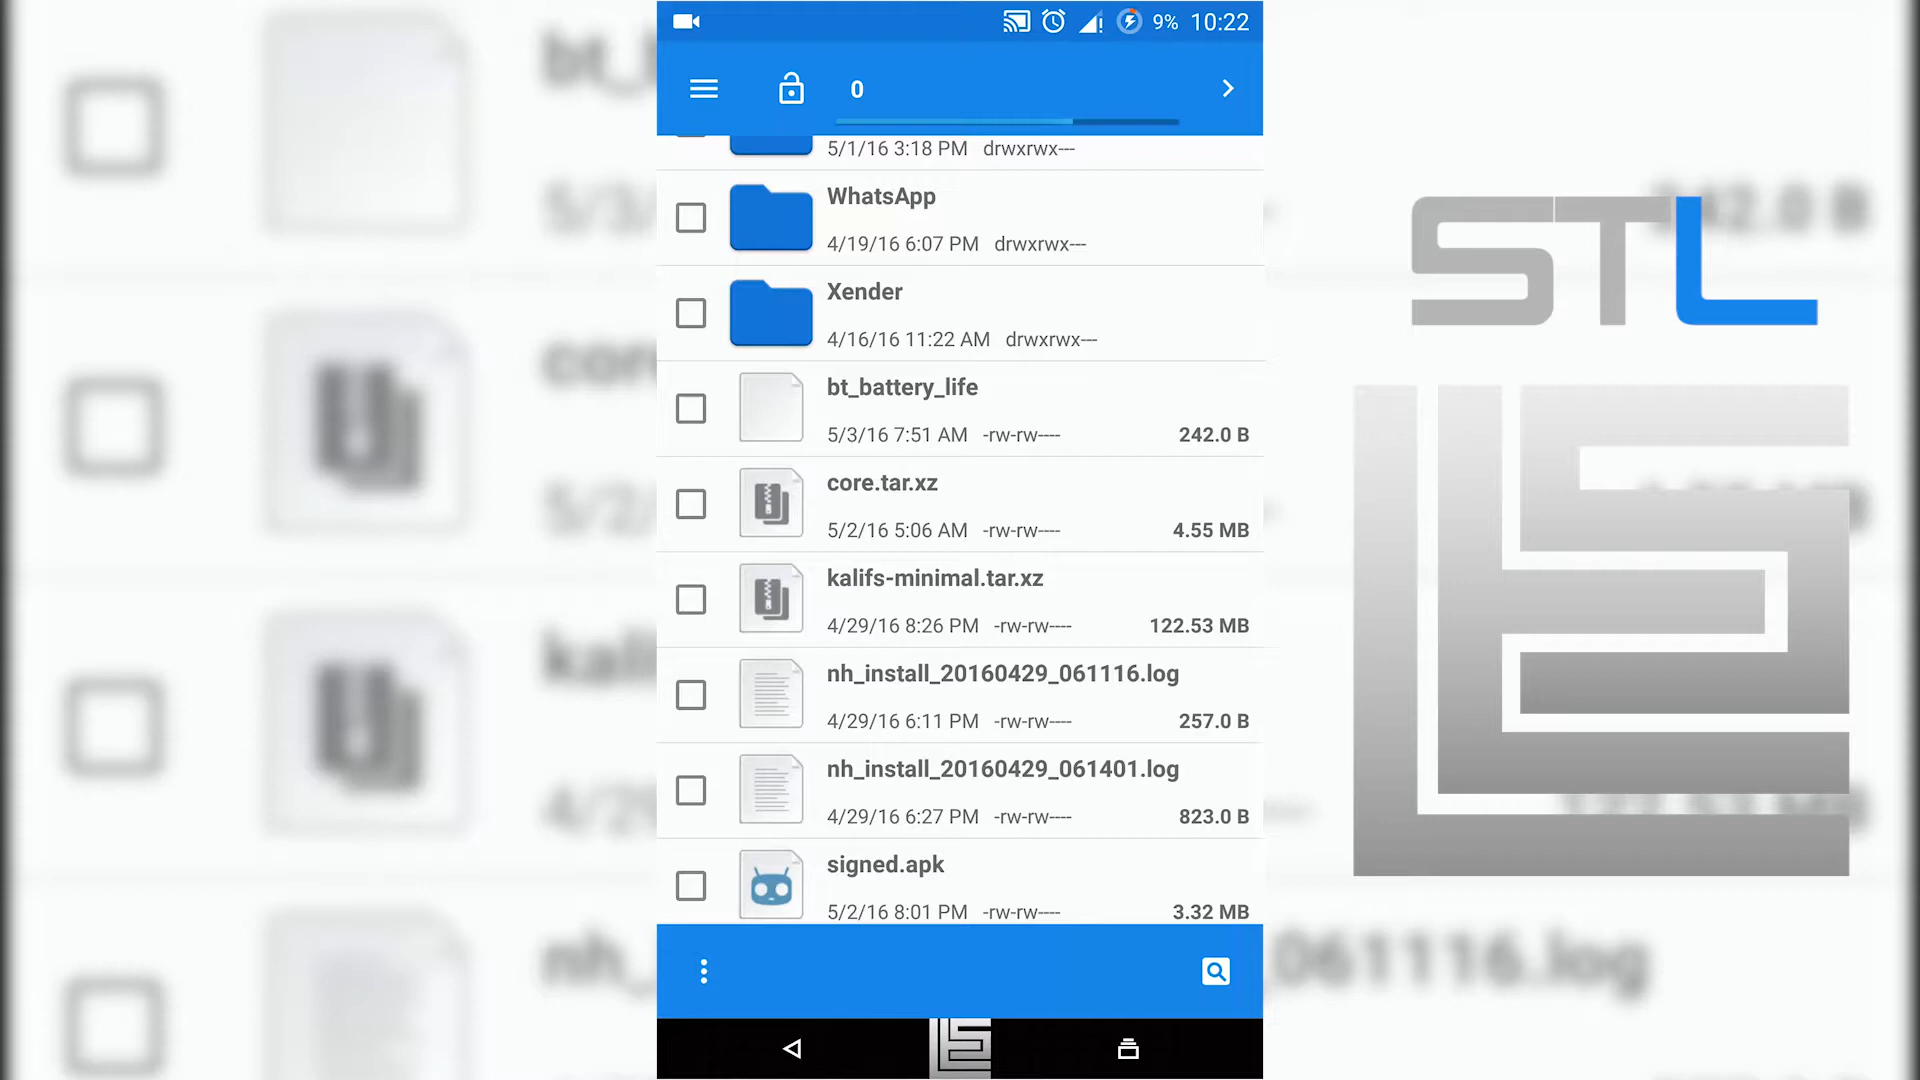 9% 10:22
0
5/1/16 3:18 PM drwxrwx---
WhatsApp
4/19/16 6:07 PM drwxrwx---
Xender
4/16/16 11:22 AM drwxrwx---
bt_battery_life
5/3/16 7:51 AM -rw-rw---- 242.0 B
core.tar.xz
5/2/16 5:06 AM -rw-rw---- 4.55 MB
kalifs-minimal.tar.xz
4/29/16 8:26 PM -rw-rw---- 122.53 MB
nh_install_20160429_061116.log
4/29/16 6:11 PM -rw-rw---- 257.0 B
nh_install_20160429_061401.log
4/29/16 6:27 PM -rw-rw---- 823.0 B
signed.apk
5/2/16 8:01 PM -rw-rw---- 3.32 MB
STL